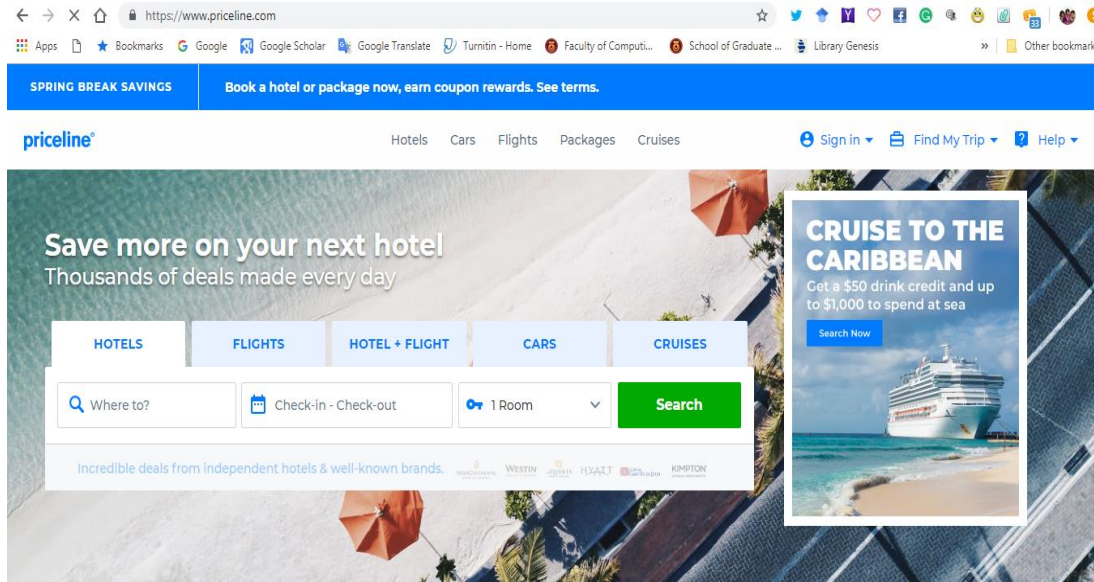 https://www.priceline.com
33
Apps Bookmarks Google Google Scholar Google Translate Turnitin - Home Faculty of Computi... School of Graduate ... Library Genesis » Other bookmark
SPRING BREAK SAVINGS Book a hotel or package now, earn coupon rewards. See terms.
priceline® Hotels Cars Flights Packages Cruises Sign in Find My Trip Help
Save more on your next hotel
Thousands of deals made every day
HOTELS FLIGHTS HOTEL + FLIGHT CARS CRUISES
Where to? Check-in - Check-out 1 Room Search
Incredible deals from independent hotels & well-known brands. WESTIN HYATT KIMPTON
CRUISE TO THE
CARIBBEAN
Get a $50 drink credit and up
to $1,000 to spend at sea
Search Now